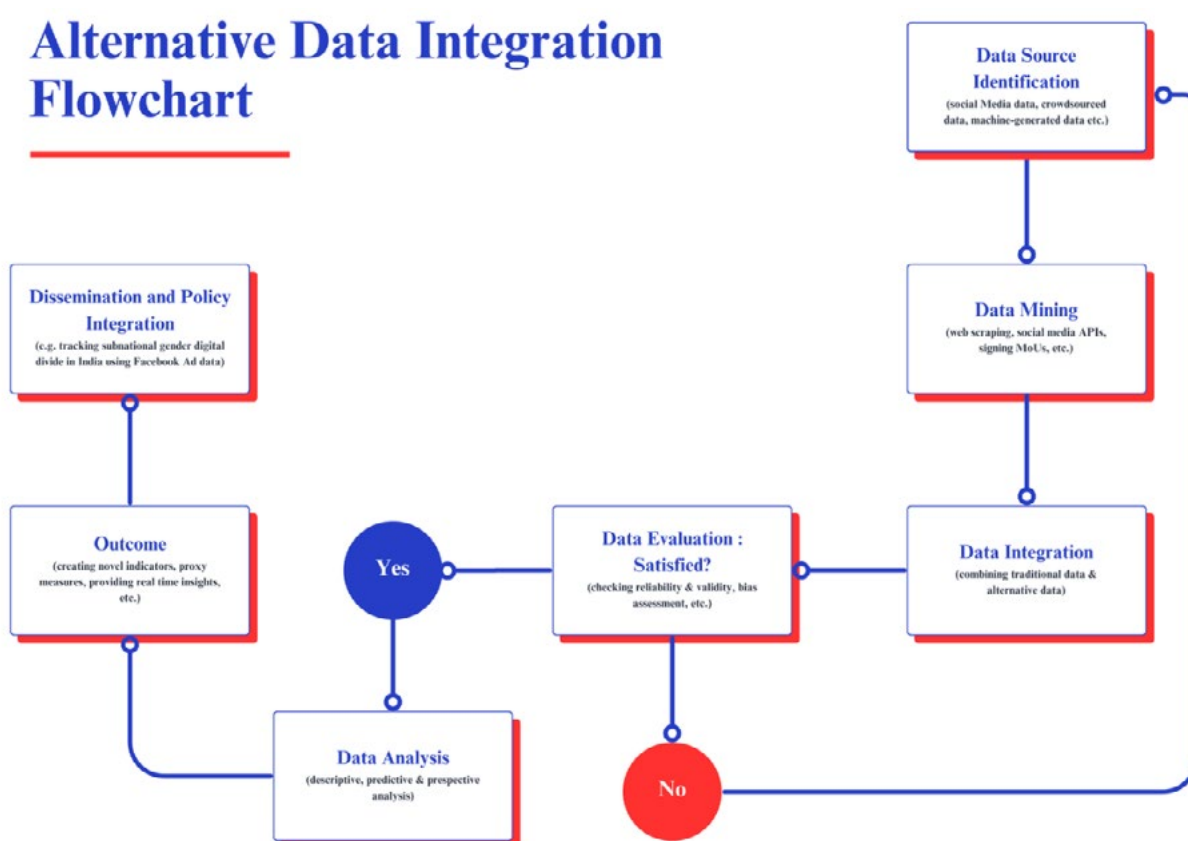 Alternative Data Integration
Flowchart
Data Source
Identification
(social Media data, crowdsourced
data, machine-generated data etc.)
Data Mining
(web scraping, social media APIs,
signing MoUs, etc.)
Data Integration
(combining traditional data &
alternative data)
Data Evaluation :
Satisfied?
(checking reliability & validity, bias
assessment, etc.)
Yes
No
Data Analysis
(descriptive, predictive & prespective
analysis)
Outcome
(creating novel indicators, proxy
measures, providing real time insights,
etc.)
Dissemination and Policy
Integration
(e.g. tracking subnational gender digital
divide in India using Facebook Ad data)